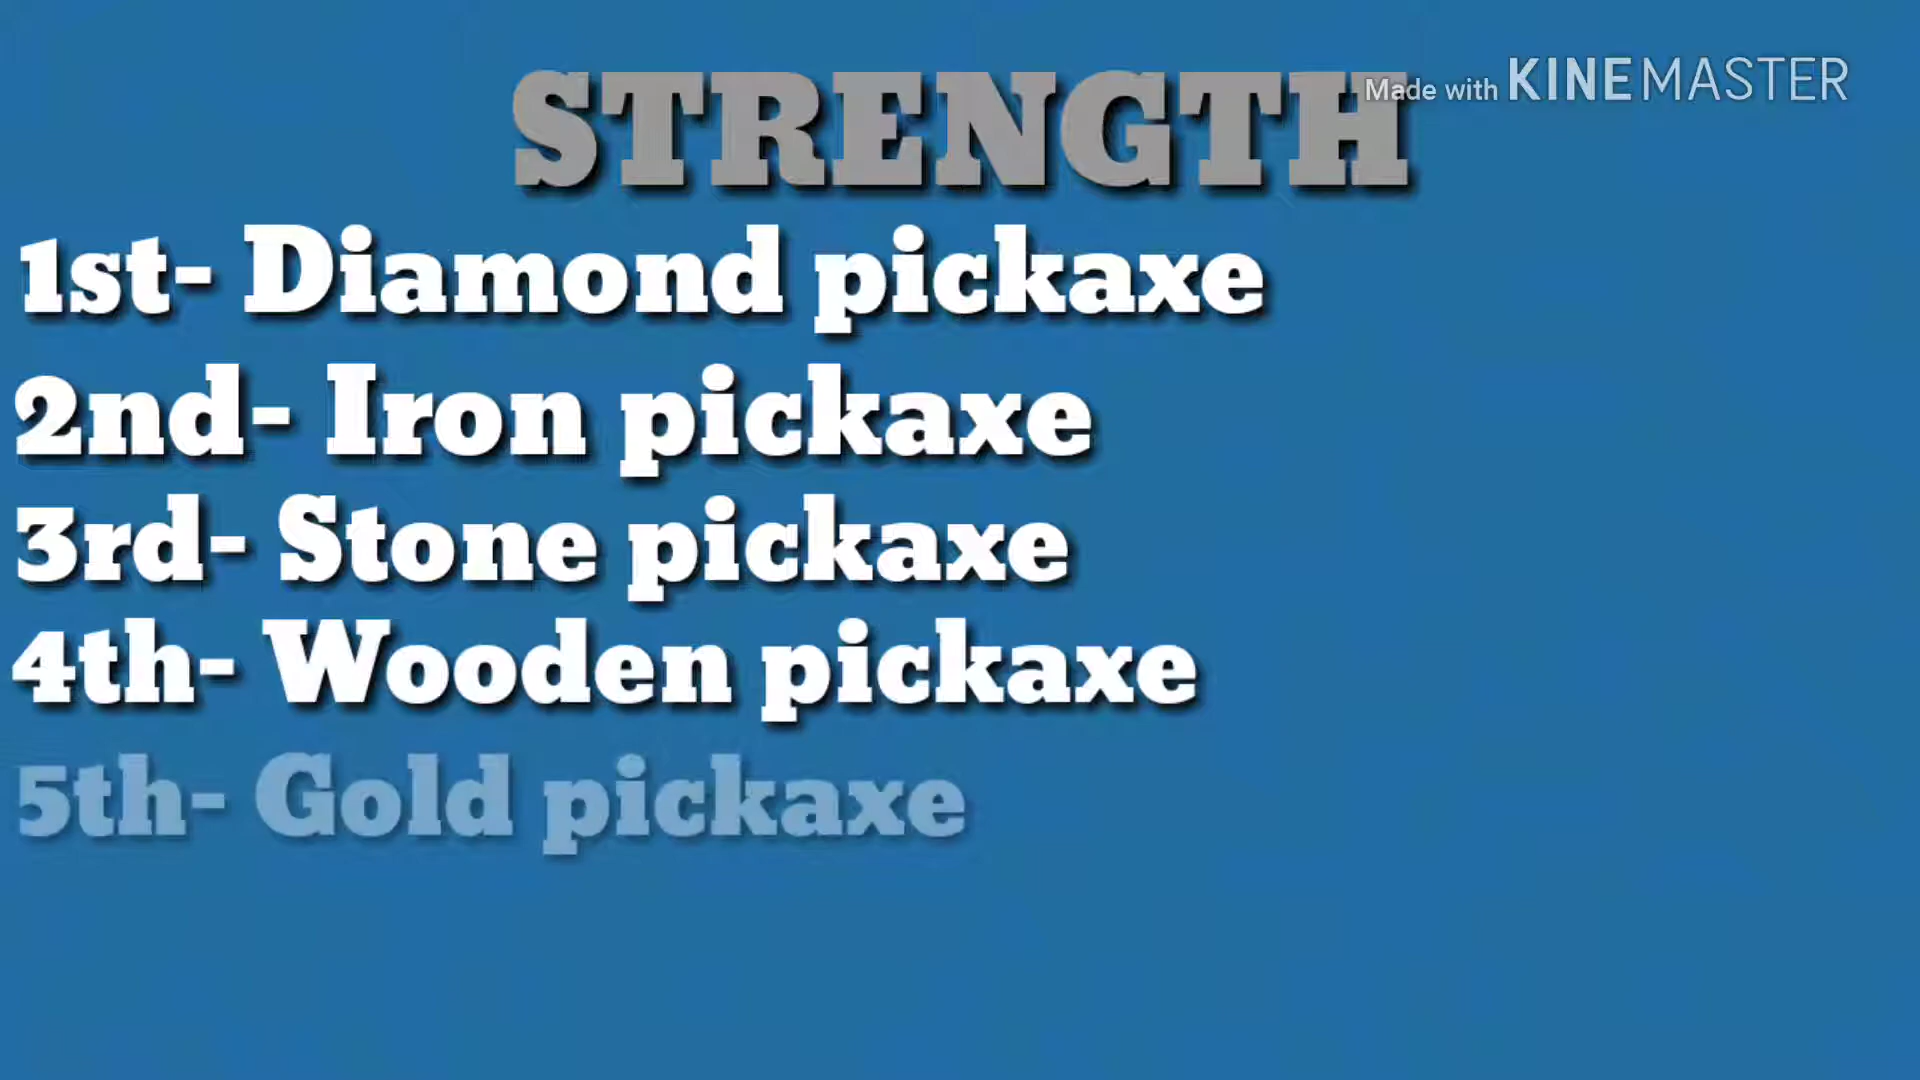 STRENGTH
Made with KINEMASTER
1st- Diamond pickaxe
2nd- Iron pickaxe
3rd- Stone pickaxe
4th- Wooden pickaxe
5th- Gold pickaxe